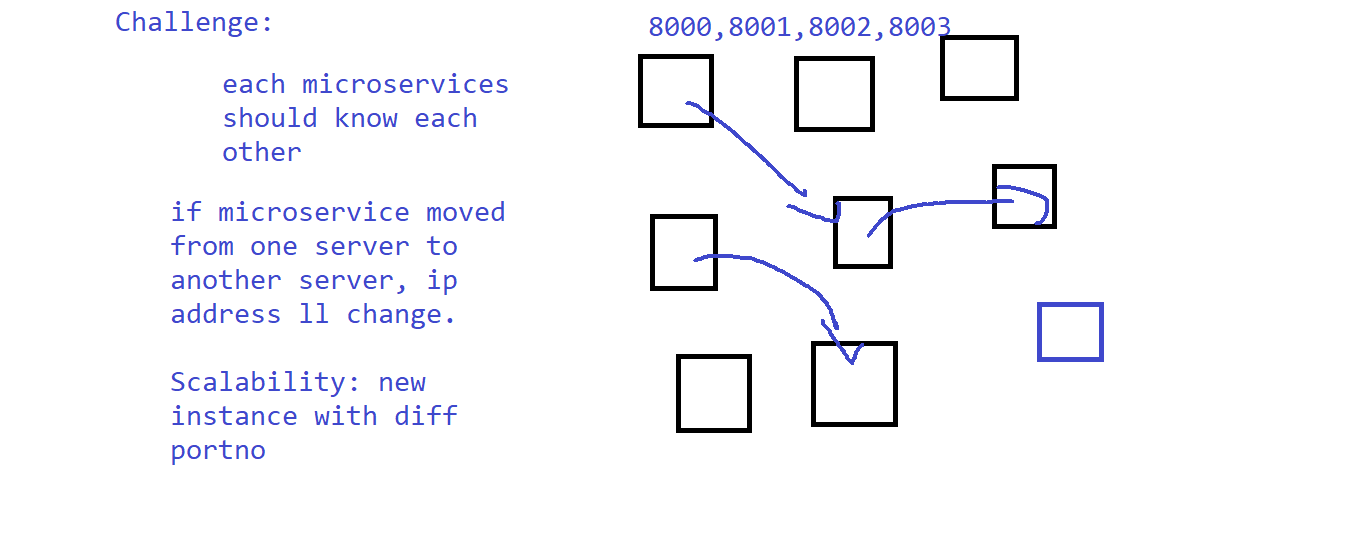 Challenge:
8000,8001,8002,8003
each microservices
should know each
other
if microservice moved
from one server to
another server, ip
address ll change.
Scalability: new
instance with diff
portno